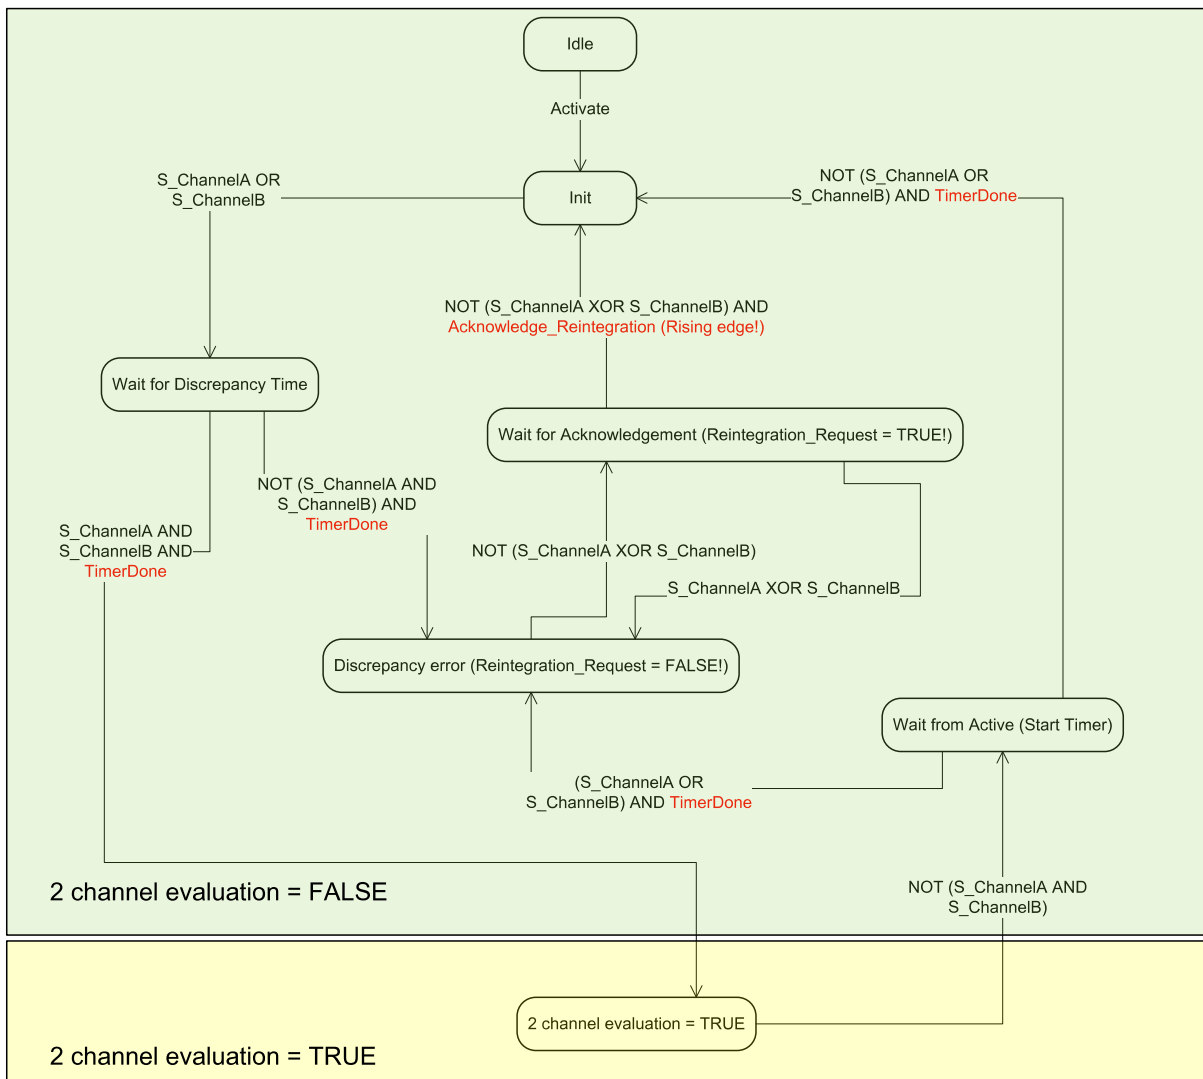 Idle
Activate
S_ChannelA OR
S_ChannelB
Init
NOT (S_ChannelA OR
S_ChannelB) AND TimerDone
NOT (S_ChannelA XOR S_ChannelB) AND
Acknowledge_Reintegration (Rising edge!)
Wait for Discrepancy Time
Wait for Acknowledgement (Reintegration_Request = TRUE!)
NOT (S_ChannelA AND
S_ChannelB) AND
TimerDone
S_ChannelA AND
S_ChannelB AND
TimerDone
NOT (S_ChannelA XOR S_ChannelB)
S_ChannelA XOR S_ChannelB
Discrepancy error (Reintegration_Request = FALSE!)
Wait from Active (Start Timer)
(S_ChannelA OR
S_ChannelB) AND TimerDone
2 channel evaluation = FALSE
NOT (S_ChannelA AND
S_ChannelB)
2 channel evaluation = TRUE
2 channel evaluation = TRUE